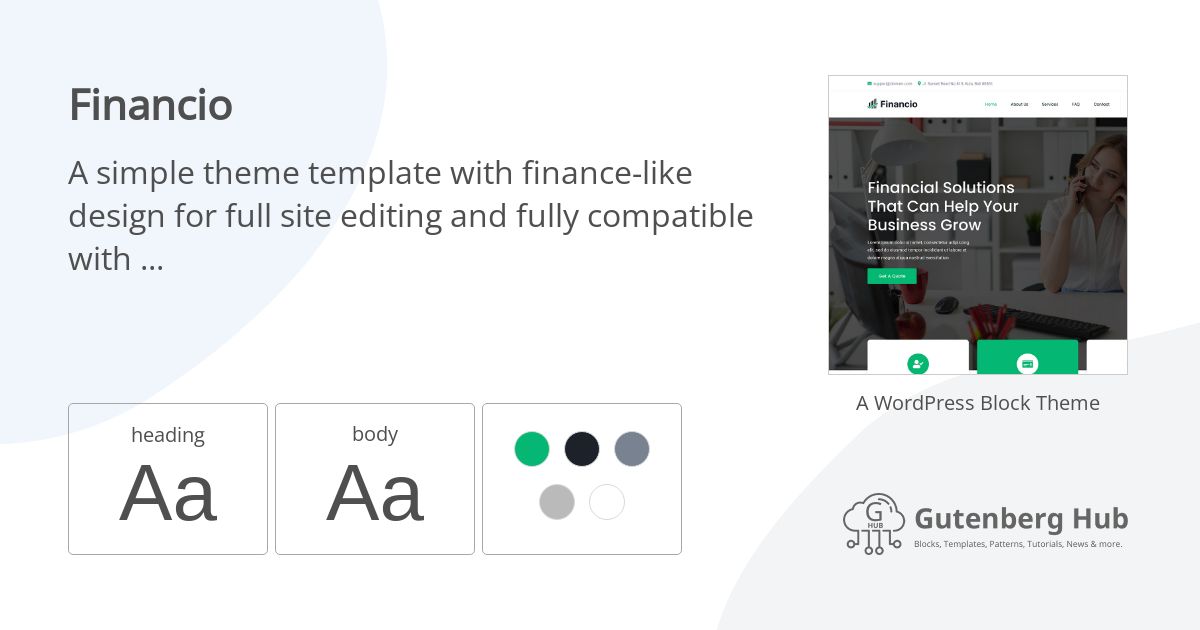 Financio
A simple theme template with finance-like
design for full site editing and fully compatible
with ...
heading
Aa
body
Aa
Financio
Home About Us Services FAQ Contact
Financial Solutions
That Can Help Your
Business Grow
Get A Quote
A WordPress Block Theme
G
HUB
Gutenberg Hub
Blocks, Templates, Patterns, Tutorials, News & more.